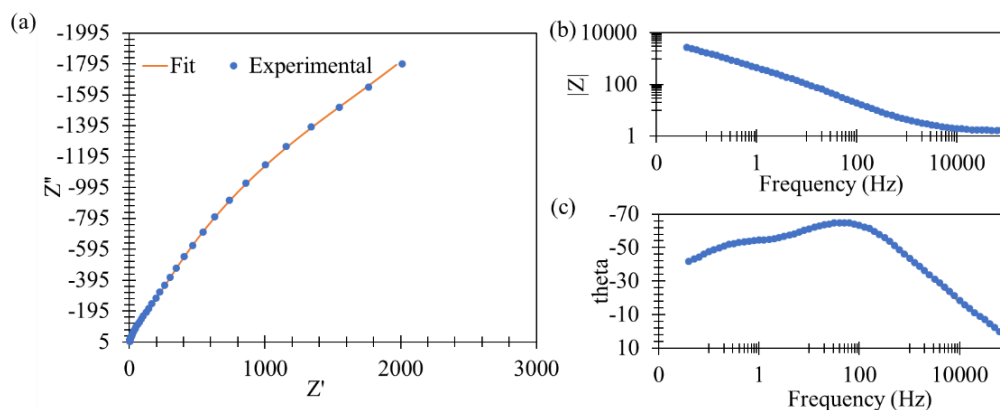 (a)
-1995
-1795
-1595
-1395
-1195
-995
-795
-595
-395
-195
5
Z"
Fit
Experimental
0
1000
2000
3000
Z'
(b)
10000
100
1
|Z|
0
1
100
10000
Frequency (Hz)
(c)
-70
-50
-30
-10
10
theta
0
1
100
10000
Frequency (Hz)